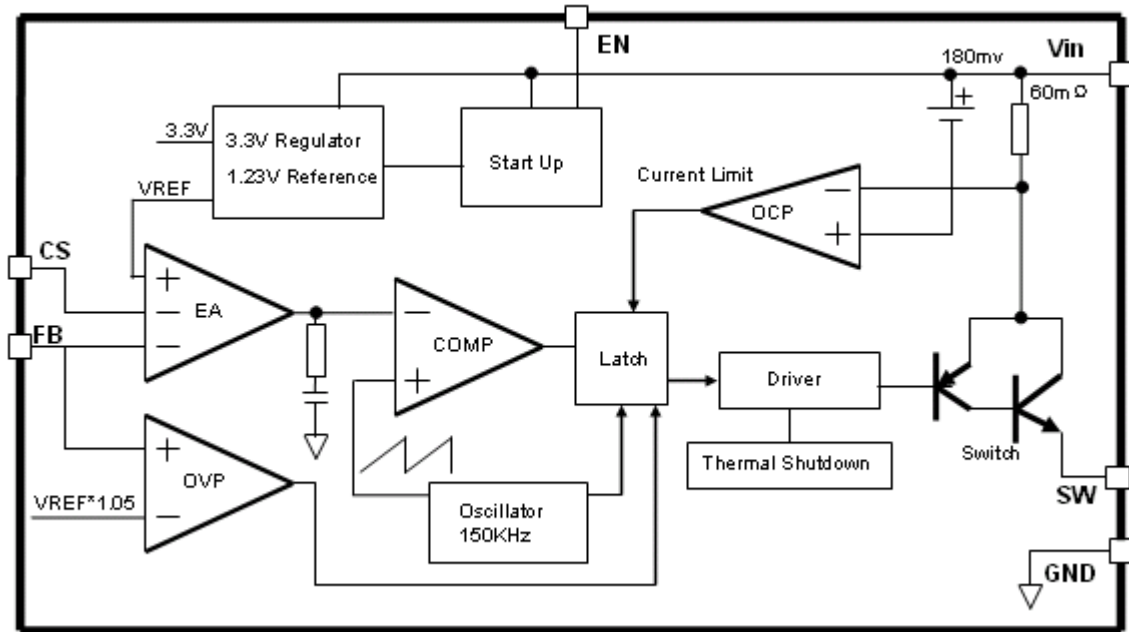 EN
Vin
180mv
+
60mΩ
3.3V
3.3V Regulator
1.23V Reference
Start Up
VREF
Current Limit
OCP
−
+
CS
FB
+
EA
−
−
−
COMP
+
Latch
Driver
Thermal Shutdown
Switch
SW
+
OVP
−
VREF*1.05
Oscillator
150KHz
GND